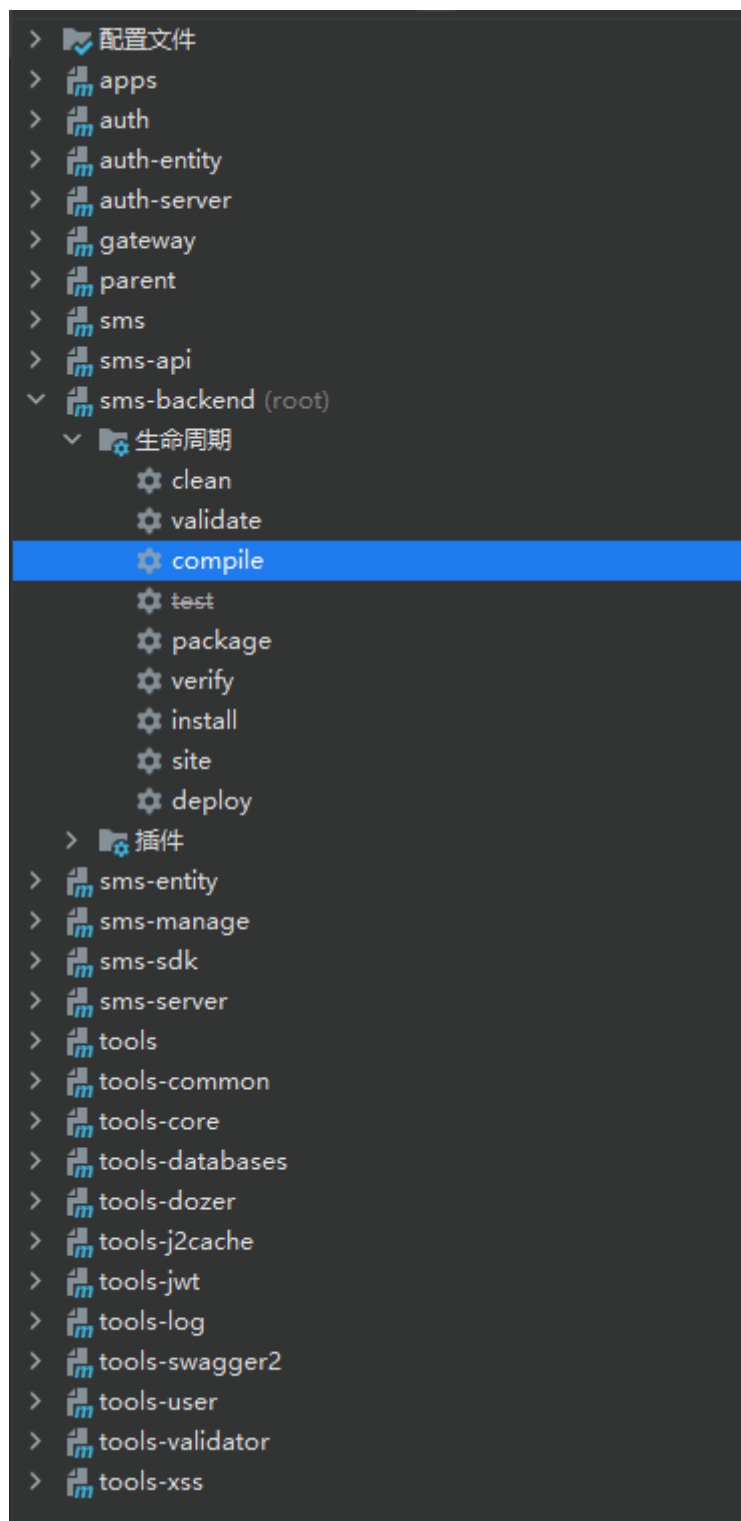 配置文件
apps
auth
auth-entity
auth-server
gateway
parent
sms
sms-api
sms-backend (root)
生命周期
clean
validate
compile
test
package
verify
install
site
deploy
插件
sms-entity
sms-manage
sms-sdk
sms-server
tools
tools-common
tools-core
tools-databases
tools-dozer
tools-j2cache
tools-jwt
tools-log
tools-swagger2
tools-user
tools-validator
tools-xss